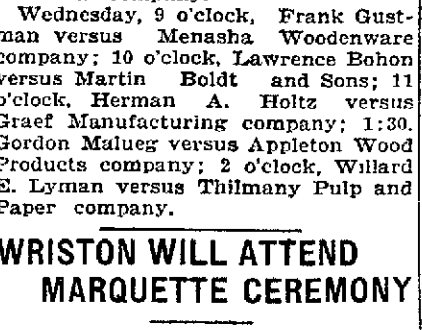 Wednesday, 9 o'clock, Frank Gust-
man versus Menasha Woodenware
company; 10 o'clock, Lawrence Bohon
versus Martin Boldt and Sons; 11
o'clock, Herman A. Holtz versus
Graef Manufacturing company; 1:30.
Gordon Malueg versus Appleton Wood
Products company; 2 o'clock, Willard
E. Lyman versus Thilmany Pulp and
Paper company.
WRISTON WILL ATTEND
MARQUETTE CEREMONY